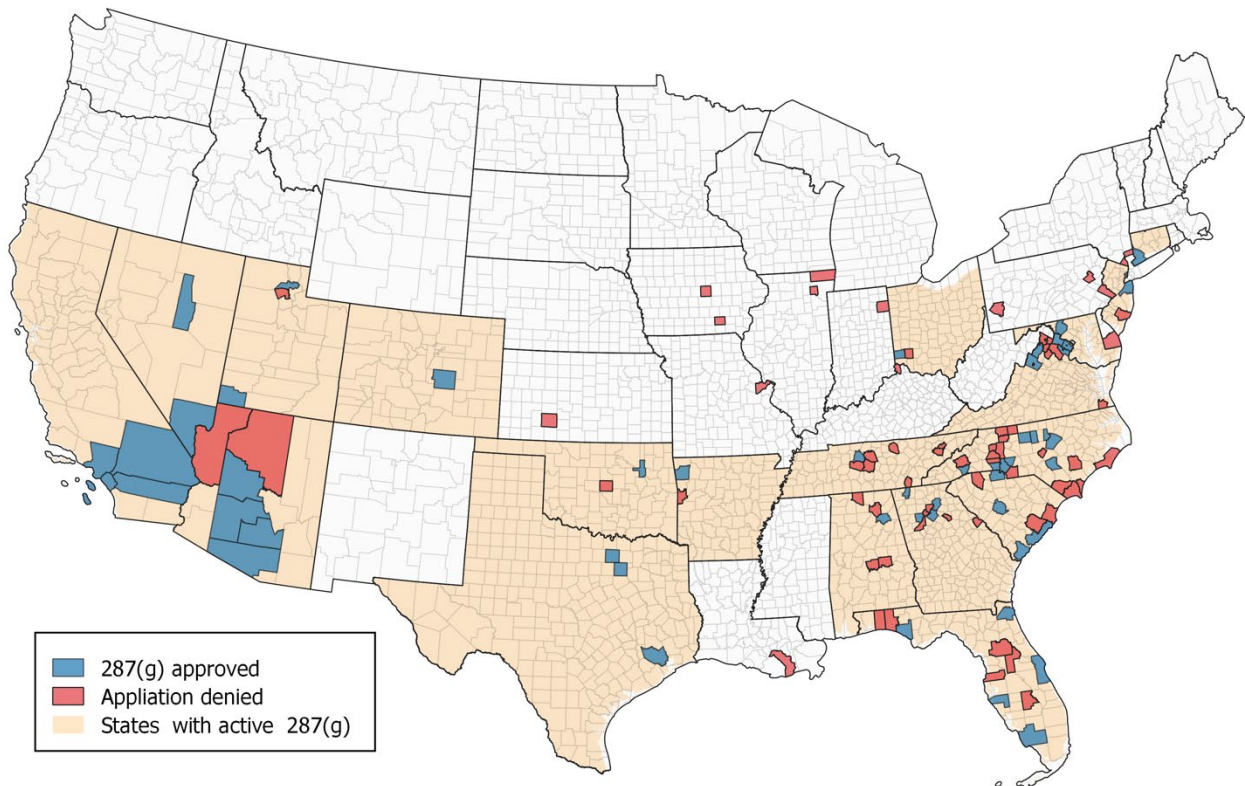 287(g) approved
Appliation denied
States with active 287(g)